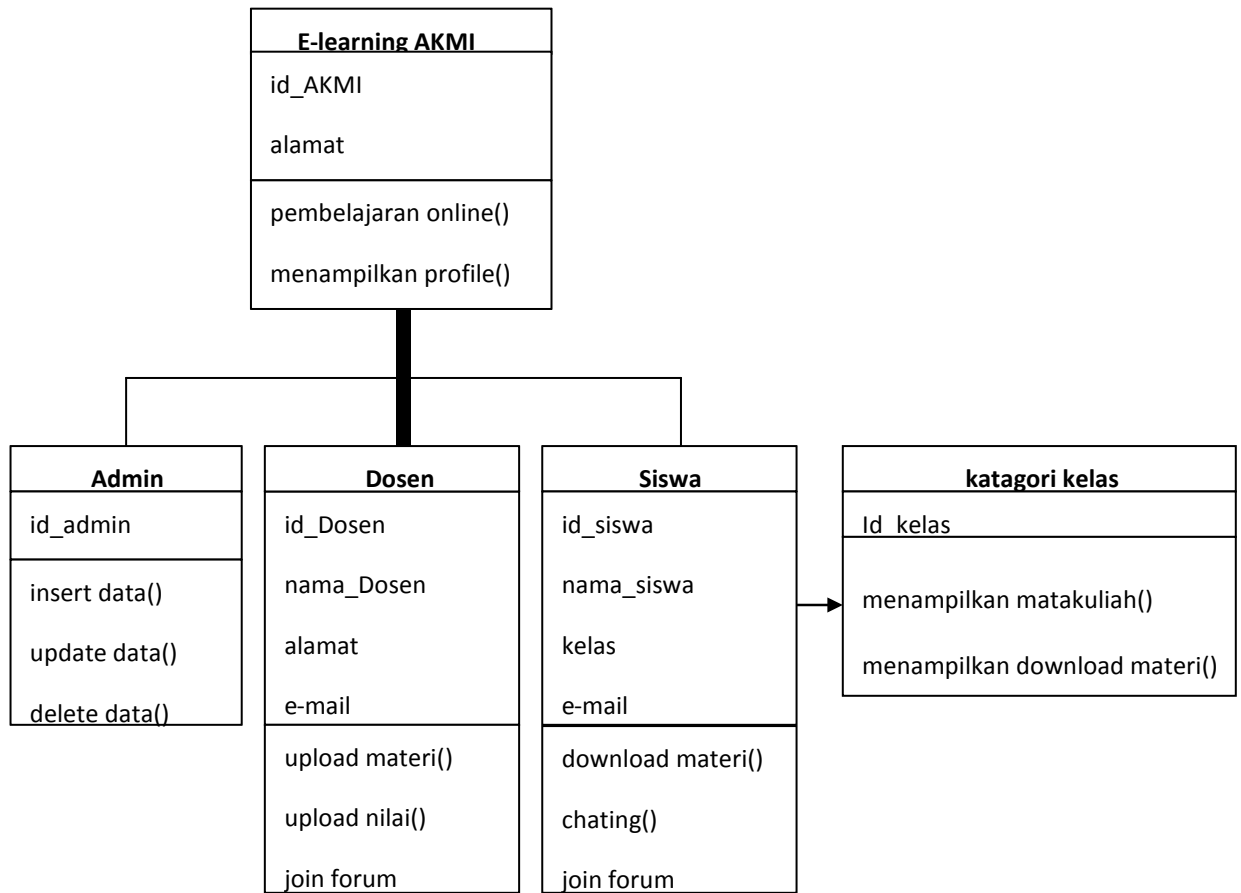 E-learning AKMI
id_AKMI
alamat
pembelajaran online()
menampilkan profile()
Admin
id_admin
insert data()
update data()
delete data()
Dosen
id_Dosen
nama_Dosen
alamat
e-mail
upload materi()
upload nilai()
join forum
Siswa
id_siswa
nama_siswa
kelas
e-mail
download materi()
chating()
join forum
katagori kelas
Id_kelas
menampilkan matakuliah()
menampilkan download materi()